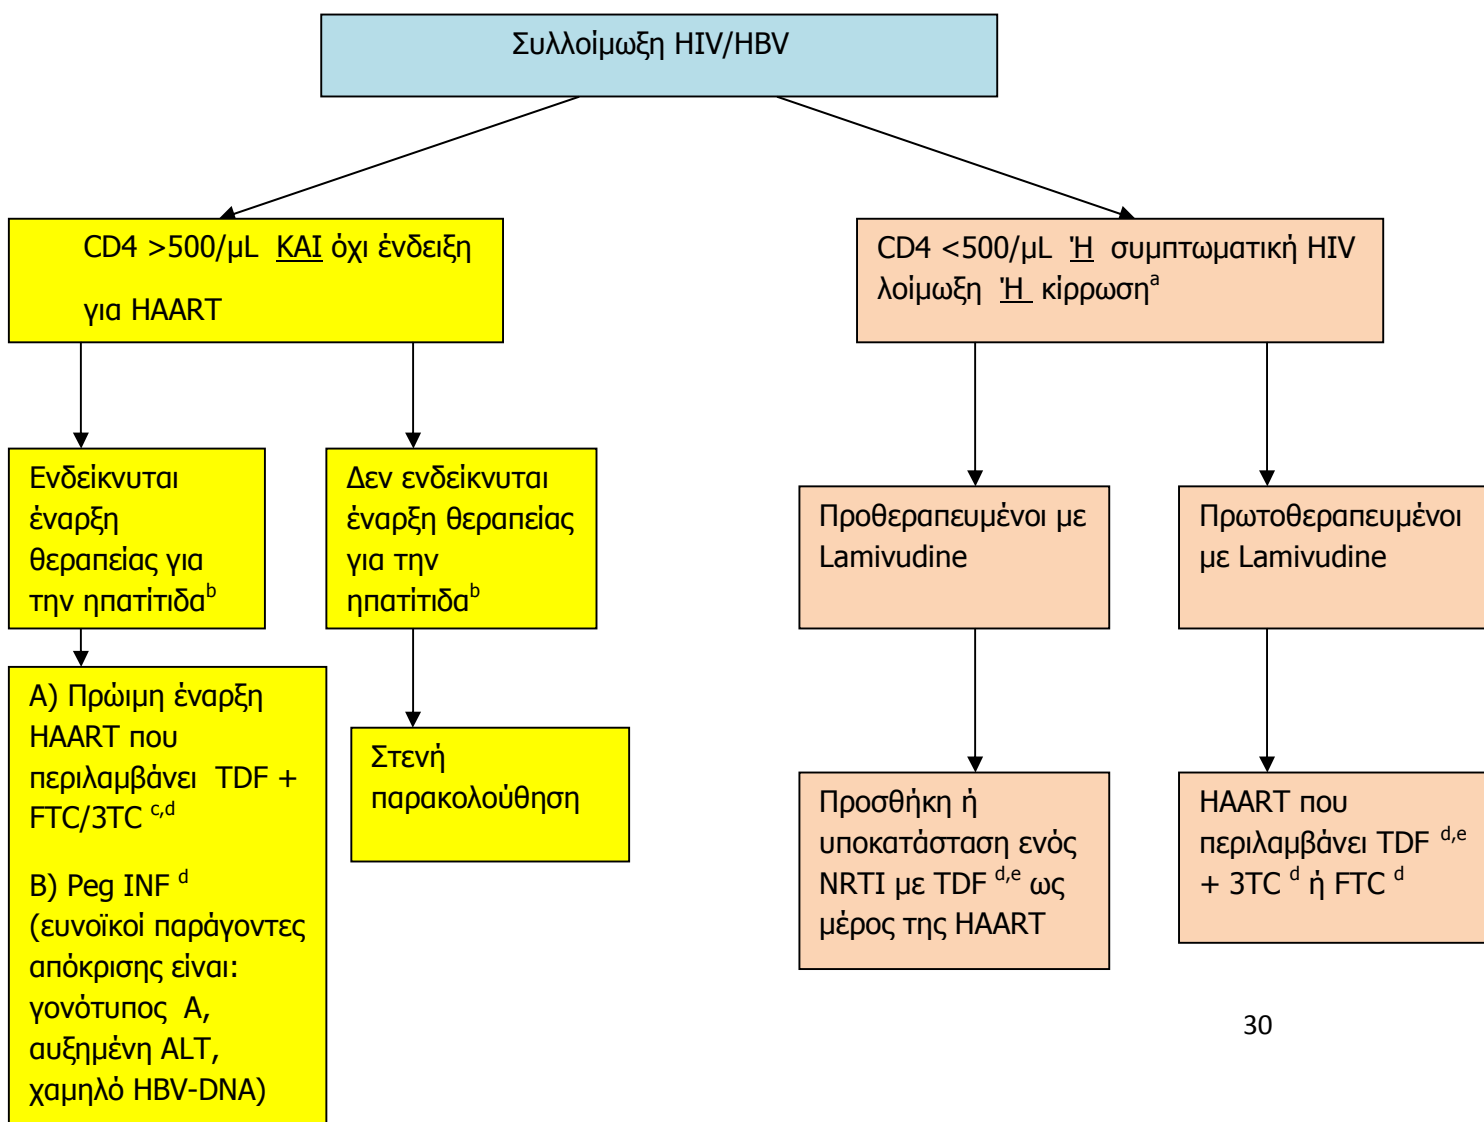 Συλλοίμωξη HIV/HBV
CD4 >500/μL ΚΑΙ όχι ένδειξη
για HAART
CD4 <500/μL Ή συμπτωματική HIV
λοίμωξη Ή κίρρωσηᵃ
Ενδείκνυται
έναρξη
θεραπείας για
την ηπατίτιδαᵇ
Δεν ενδείκνυται
έναρξη θεραπείας
για την
ηπατίτιδαᵇ
Προθεραπευμένοι με
Lamivudine
Πρωτοθεραπευμένοι
με Lamivudine
Α) Πρώιμη έναρξη
HAART που
περιλαμβάνει TDF +
FTC/3TC ᶜ,ᵈ
Β) Peg INF ᵈ
(ευνοϊκοί παράγοντες
απόκρισης είναι:
γονότυπος Α,
αυξημένη ALT,
χαμηλό HBV-DNA)
Στενή
παρακολούθηση
Προσθήκη ή
υποκατάσταση ενός
NRTI με TDF ᵈ,ᵉ ως
μέρος της HAART
HAART που
περιλαμβάνει TDF ᵈ,ᵉ
+ 3TC ᵈ ή FTC ᵈ
30